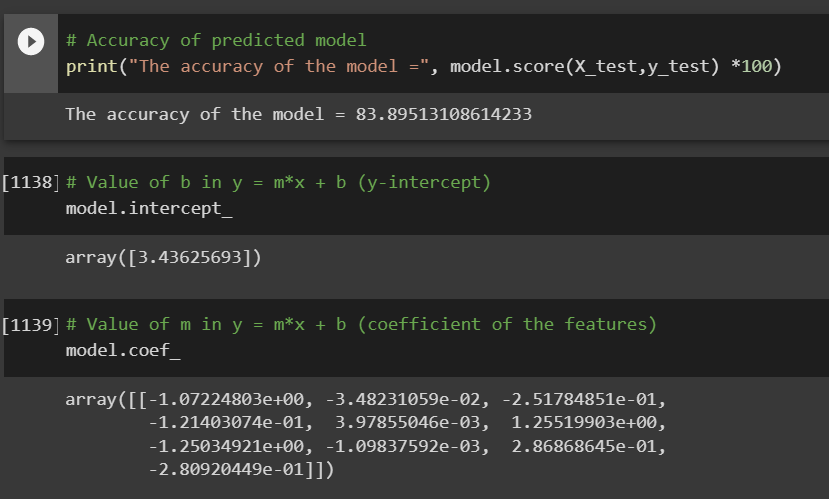 # Accuracy of predicted model
print("The accuracy of the model =", model.score(X_test,y_test) *100)
The accuracy of the model = 83.89513108614233
[1138] # Value of b in y = m*x + b (y-intercept)
model.intercept_
array([3.43625693])
[1139] # Value of m in y = m*x + b (coefficient of the features)
model.coef_
array([[-1.07224803e+00, -3.48231059e-02, -2.51784851e-01,
-1.21403074e-01, 3.97855046e-03, 1.25519903e+00,
-1.25034921e+00, -1.09837592e-03, 2.86868645e-01,
-2.80920449e-01]])